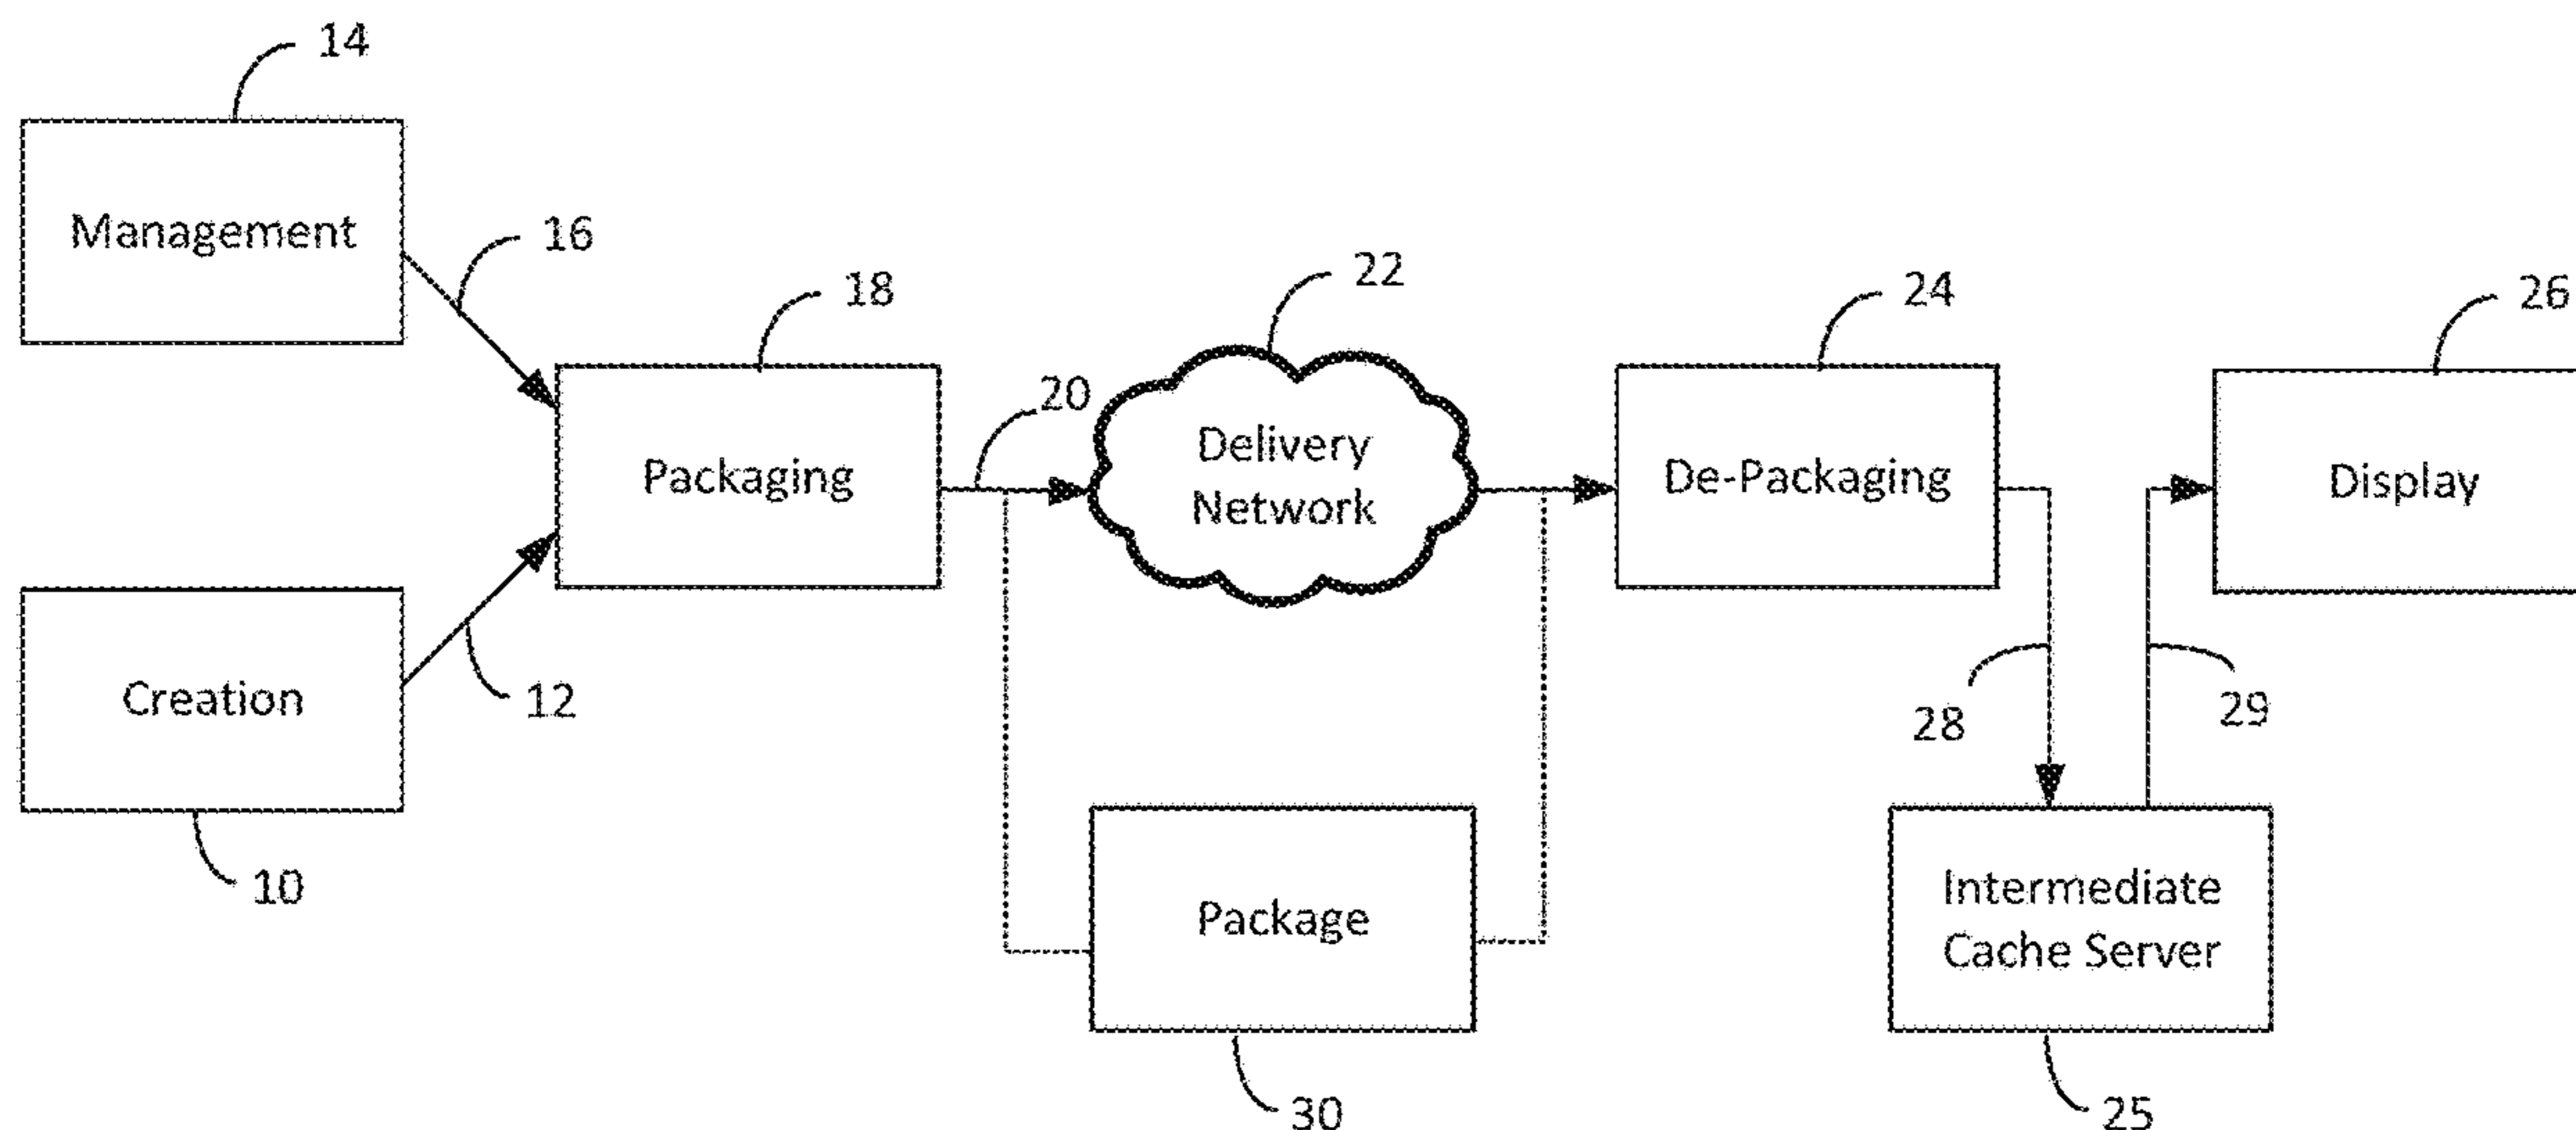 14
Management
16
18
22
24
26
20
Packaging
Delivery
Network
De-Packaging
Display
Creation
12
28
29
10
Package
Intermediate
Cache Server
30
25